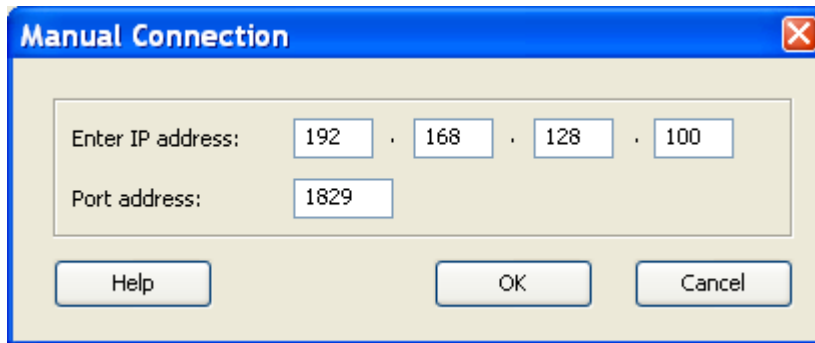 Manual Connection
Enter IP address: 192 . 168 . 128 . 100
Port address: 1829
Help OK Cancel